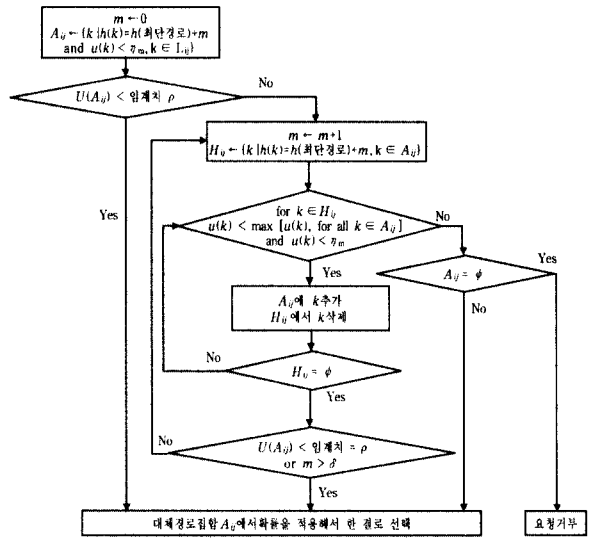 m ← 0
A_ij ← {k | h(k)=h(최단경로)+m
and u(k) < η_m, k ∈ L_ij}
U(A_ij) < 임계치 ρ
No
m ← m+1
H_ij ← {k | h(k)=h(최단경로)+m, k ∈ A_ij}
Yes
for k ∈ H_ij
u(k) < max [u(k), for all k ∈ A_ij]
and u(k) < η_m
No
Yes
A_ij = ϕ
Yes
No
A_ij에 k추가
H_ij에서 k삭제
No
H_ij = ϕ
Yes
No
U(A_ij) < 임계치 = ρ
or m > δ
Yes
대체경로집합 A_ij에서확률을 적용해서 한 결로 선택
요청거부